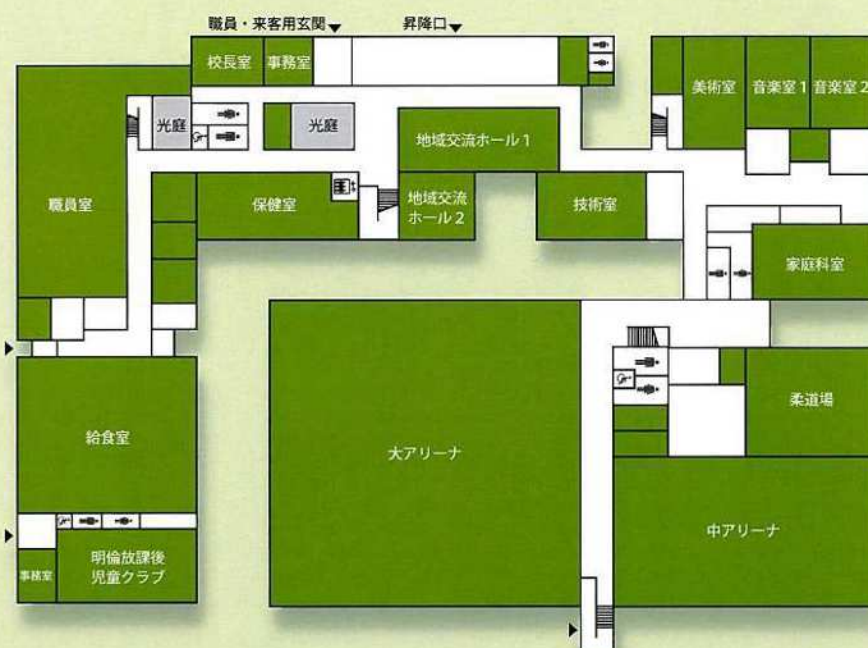 職員・来客用玄関
昇降口
校長室
事務室
美術室
音楽室1
音楽室2
光庭
光庭
地域交流ホール1
職員室
保健室
地域交流
ホール2
技術室
家庭科室
柔道場
給食室
大アリーナ
中アリーナ
事務室
明倫放課後
児童クラブ